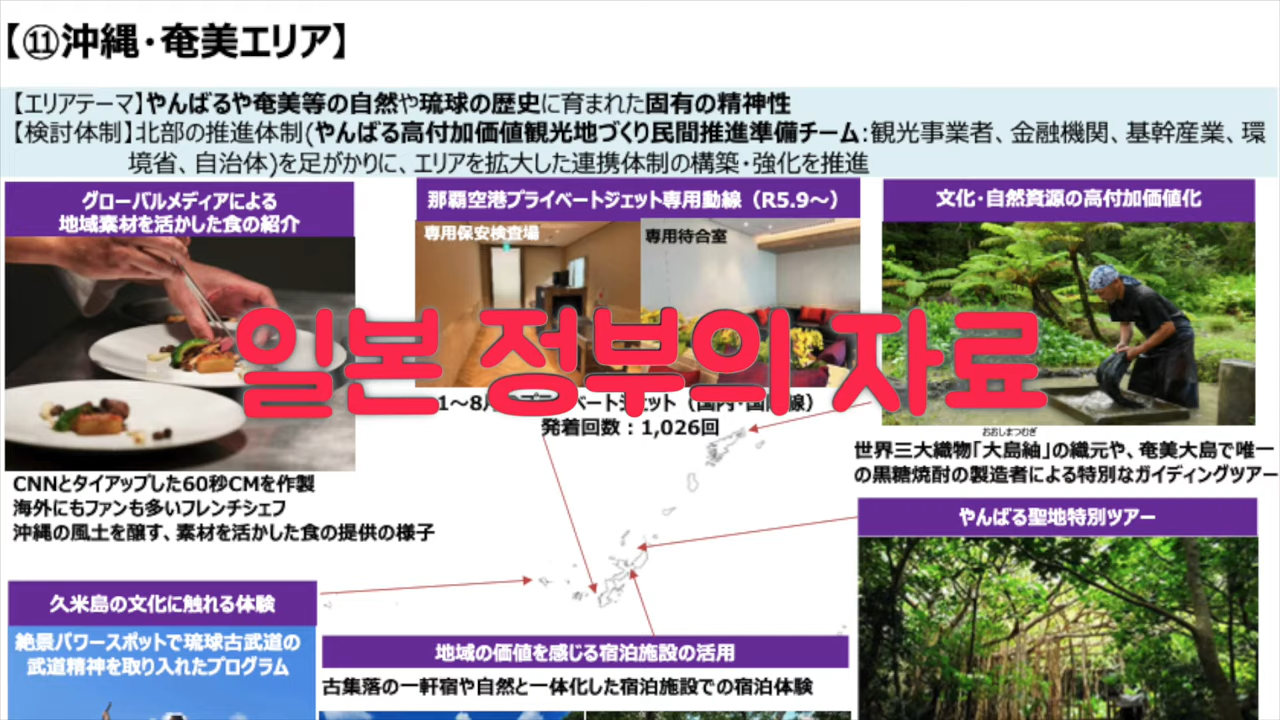 【⑪沖縄・奄美エリア】
【エリアテーマ】やんばるや奄美等の自然や琉球の歴史に育まれた固有の精神性
【検討体制】北部の推進体制(やんばる高付加価値観光地づくり民間推進準備チーム:観光事業者、金融機関、基幹産業、環
境省、自治体)を足がかりに、エリアを拡大した連携体制の構築・強化を推進
グローバルメディアによる
地域素材を活かした食の紹介
那覇空港プライベートジェット専用動線（R5.9～）
専用保安検査場
専用待合室
文化・自然資源の高付加価値化
일본 정부의 자료
1～8月 プライベートジェット（国内・国際線）
発着回数：1,026回
おおしまつむぎ
世界三大織物「大島紬」の織元や、奄美大島で唯一
の黒糖焼酎の製造者による特別なガイディングツアー
CNNとタイアップした60秒CMを作製
海外にもファンも多いフレンチシェフ
沖縄の風土を醸す、素材を活かした食の提供の様子
やんばる聖地特別ツアー
久米島の文化に触れる体験
絶景パワースポットで琉球古武道の
武道精神を取り入れたプログラム
地域の価値を感じる宿泊施設の活用
古集落の一軒宿や自然と一体化した宿泊施設での宿泊体験